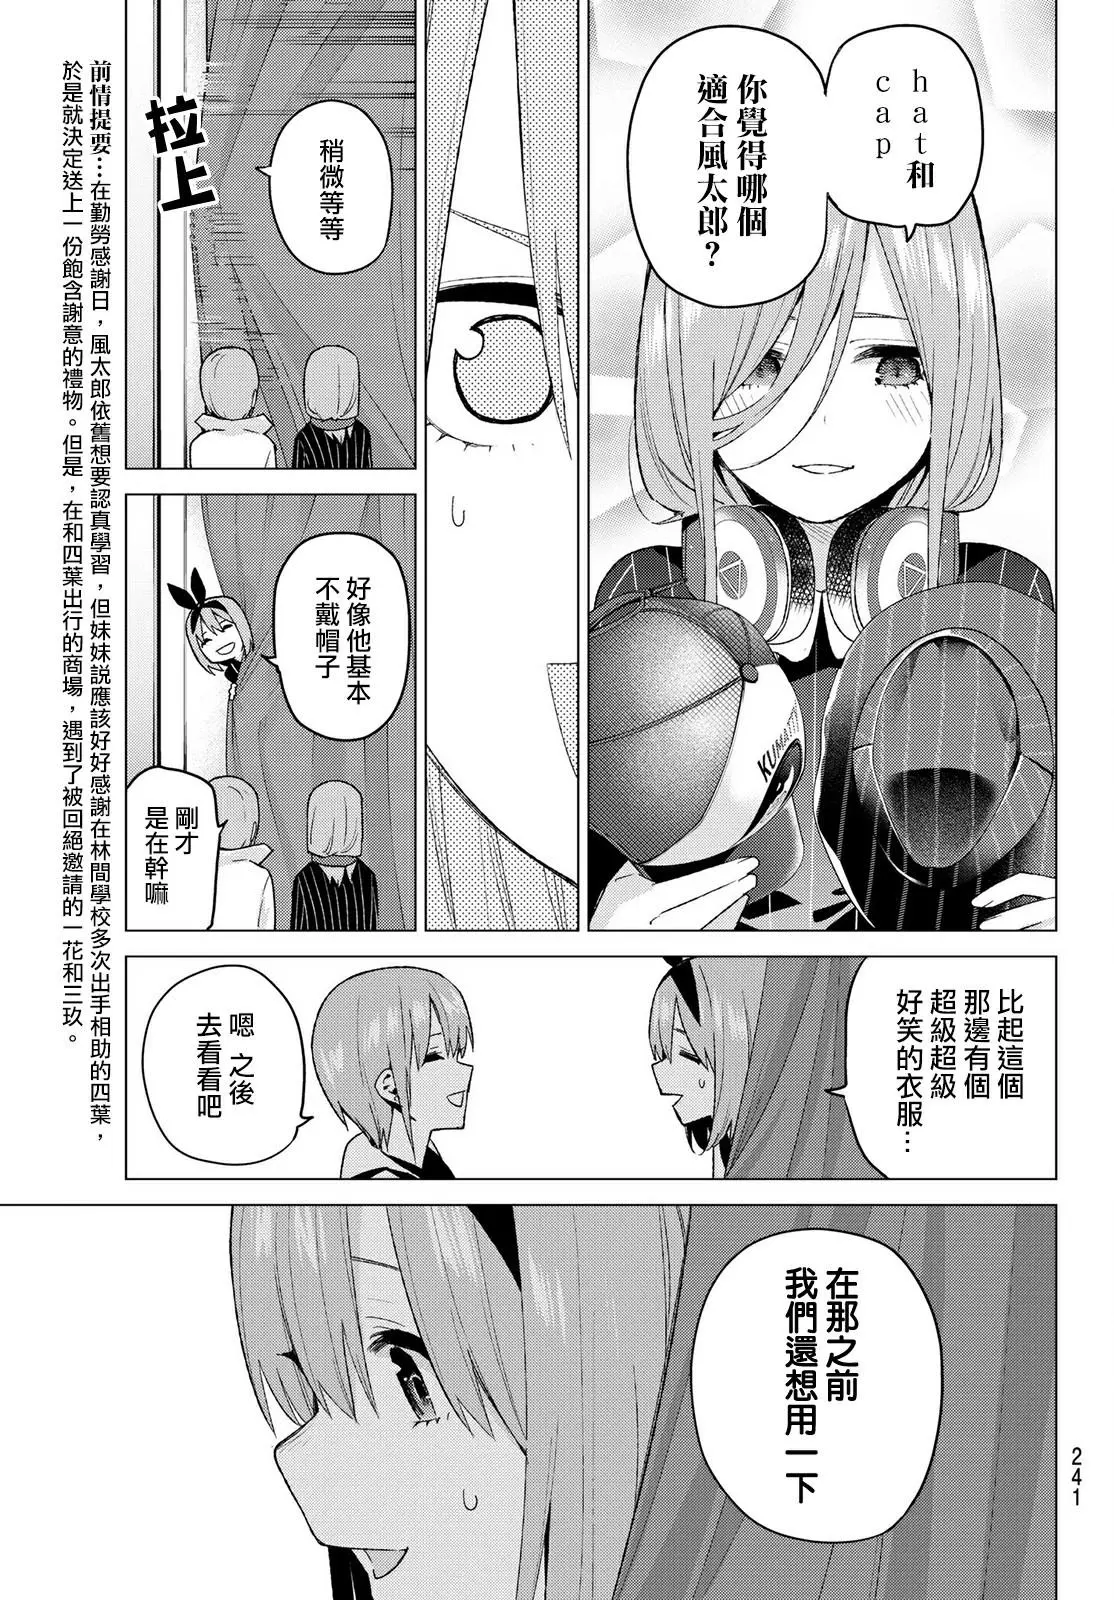 hat和
cap
你覺得哪個
適合風太郎？
KUM
稍微等等
拉上
好像他基本
不戴帽子
剛才
是在幹嘛
比起這個
那邊有個
超級超級
好笑的衣服…
嗯 之後
去看看吧
在那之前
我們還想用一下
前情提要…在勤勞感謝日，風太郎依舊想要認真學習，但妹妹說應該好好感謝在林間學校多次出手相助的四葉，
於是就決定送上一份飽含謝意的禮物。但是，在和四葉出行的商場，遇到了被回絕邀請的一花和三玖。
241